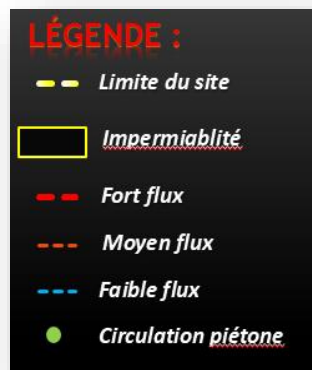 LÉGENDE :
Limite du site
Impermiablité
Fort flux
Moyen flux
Faible flux
Circulation piétone